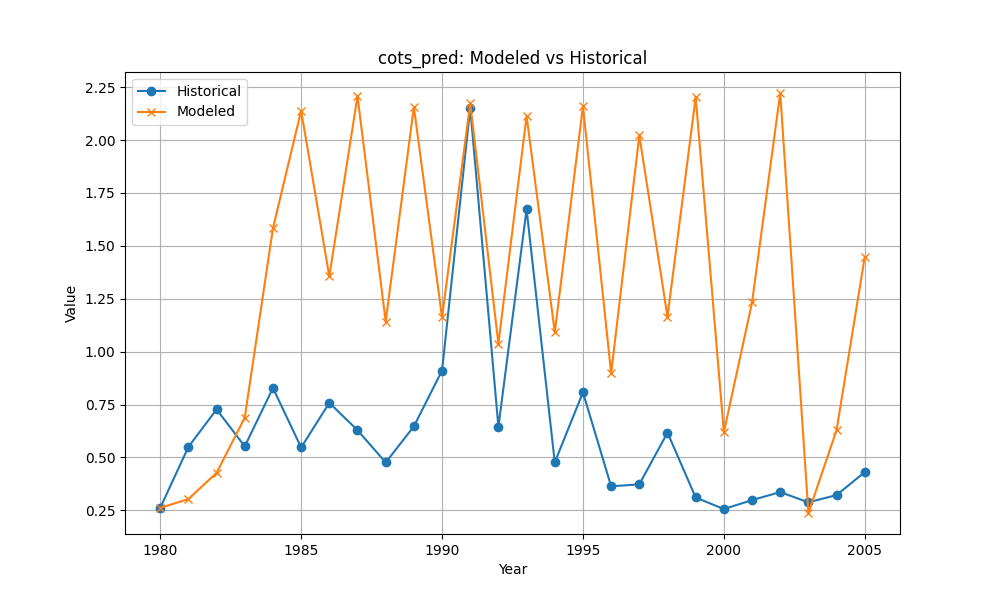 cots_pred: Modeled vs Historical
Historical
Modeled
Value
2.25
2.00
1.75
1.50
1.25
1.00
0.75
0.50
0.25
1980 1985 1990 1995 2000 2005
Year